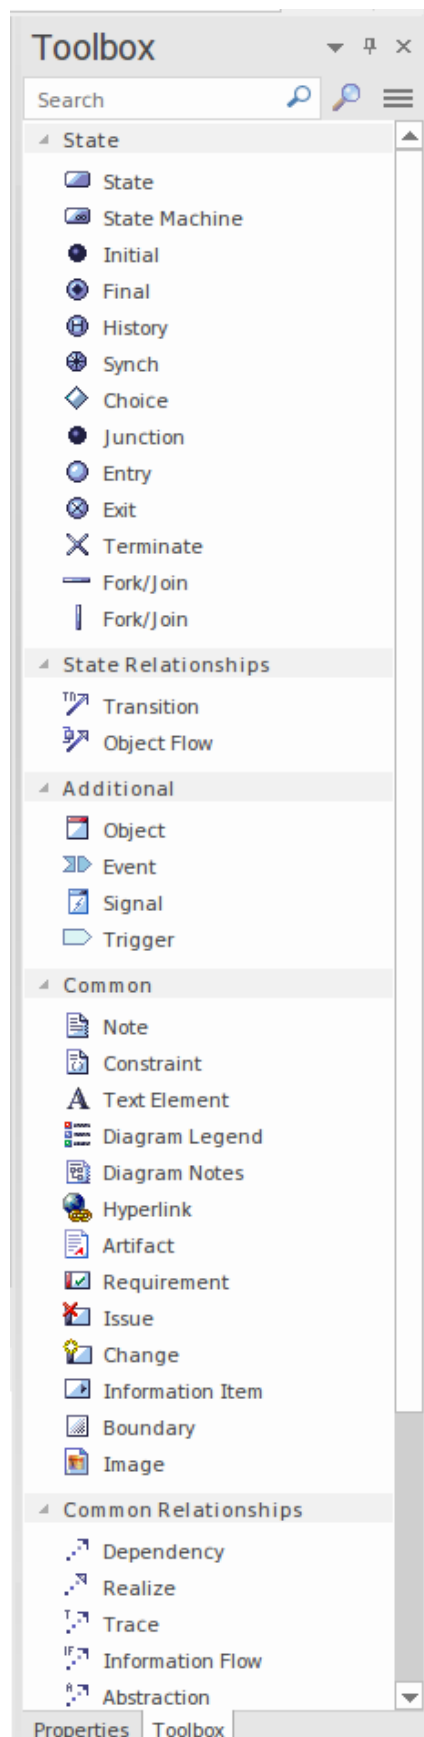 Toolbox
Search
State
State
State Machine
Initial
Final
History
Synch
Choice
Junction
Entry
Exit
Terminate
Fork/Join
Fork/Join
State Relationships
Transition
Object Flow
Additional
Object
Event
Signal
Trigger
Common
Note
Constraint
Text Element
Diagram Legend
Diagram Notes
Hyperlink
Artifact
Requirement
Issue
Change
Information Item
Boundary
Image
Common Relationships
Dependency
Realize
Trace
Information Flow
Abstraction
Properties Toolbox